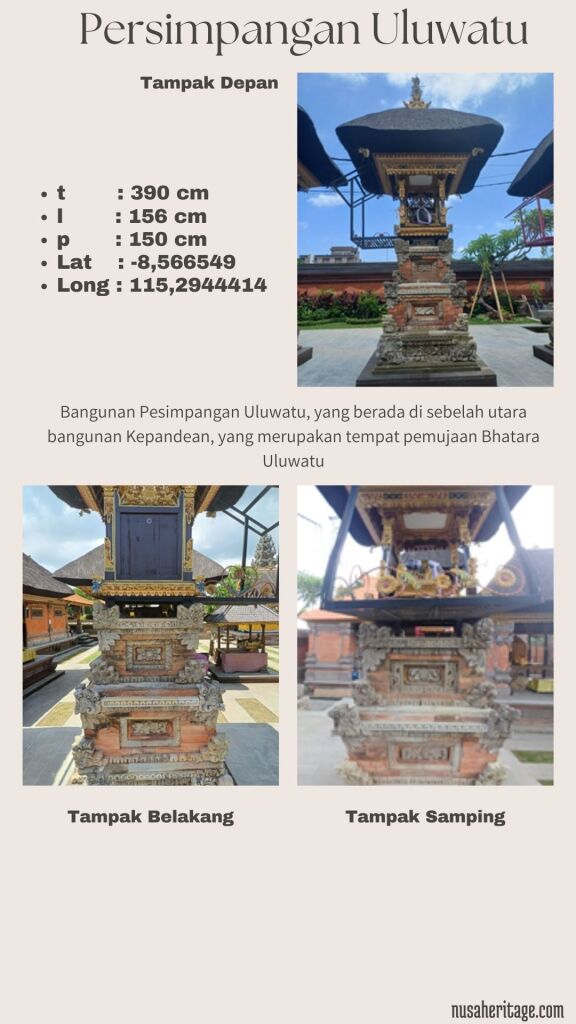 Persimpangan Uluwatu
Tampak Depan
• t : 390 cm
• l : 156 cm
• p : 150 cm
• Lat : -8,566549
• Long : 115,2944414
Bangunan Pesimpangan Uluwatu, yang berada di sebelah utara
bangunan Kepandean, yang merupakan tempat pemujaan Bhatara
Uluwatu
Tampak Belakang
Tampak Samping
nusaheritage.com